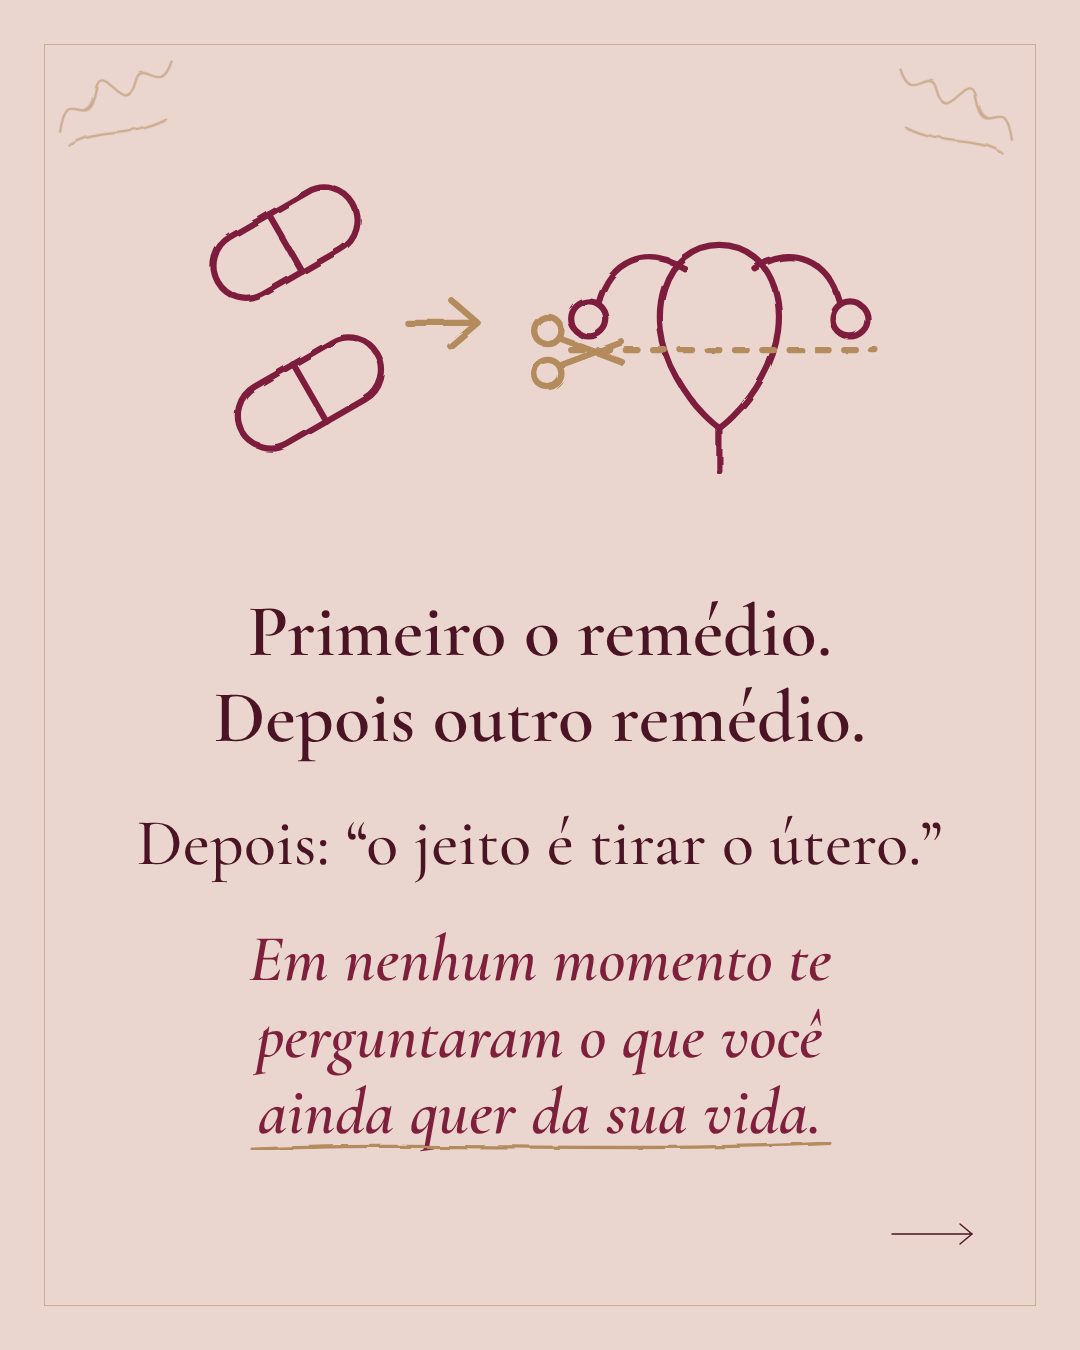 Primeiro o remédio.
Depois outro remédio.
Depois: “o jeito é tirar o útero.”
Em nenhum momento te
perguntaram o que você
ainda quer da sua vida.